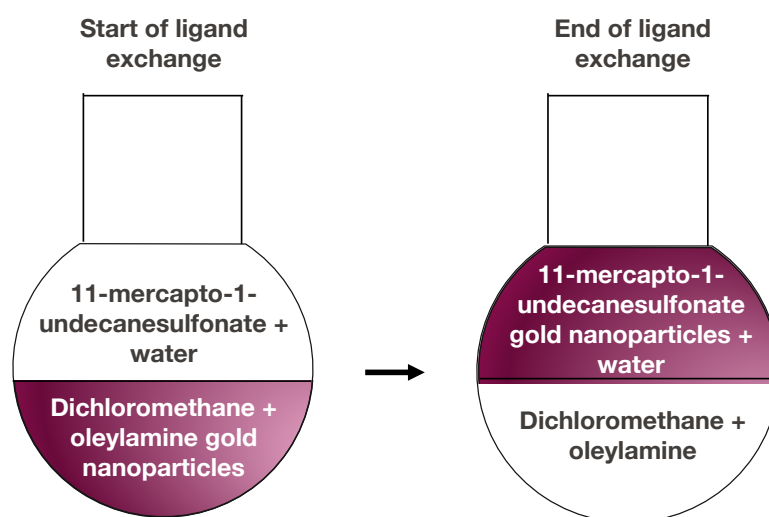 Start of ligand
exchange
End of ligand
exchange
11-mercapto-1-
undecanesulfonate +
water
Dichloromethane +
oleylamine gold
nanoparticles
11-mercapto-1-
undecanesulfonate
gold nanoparticles +
water
Dichloromethane +
oleylamine